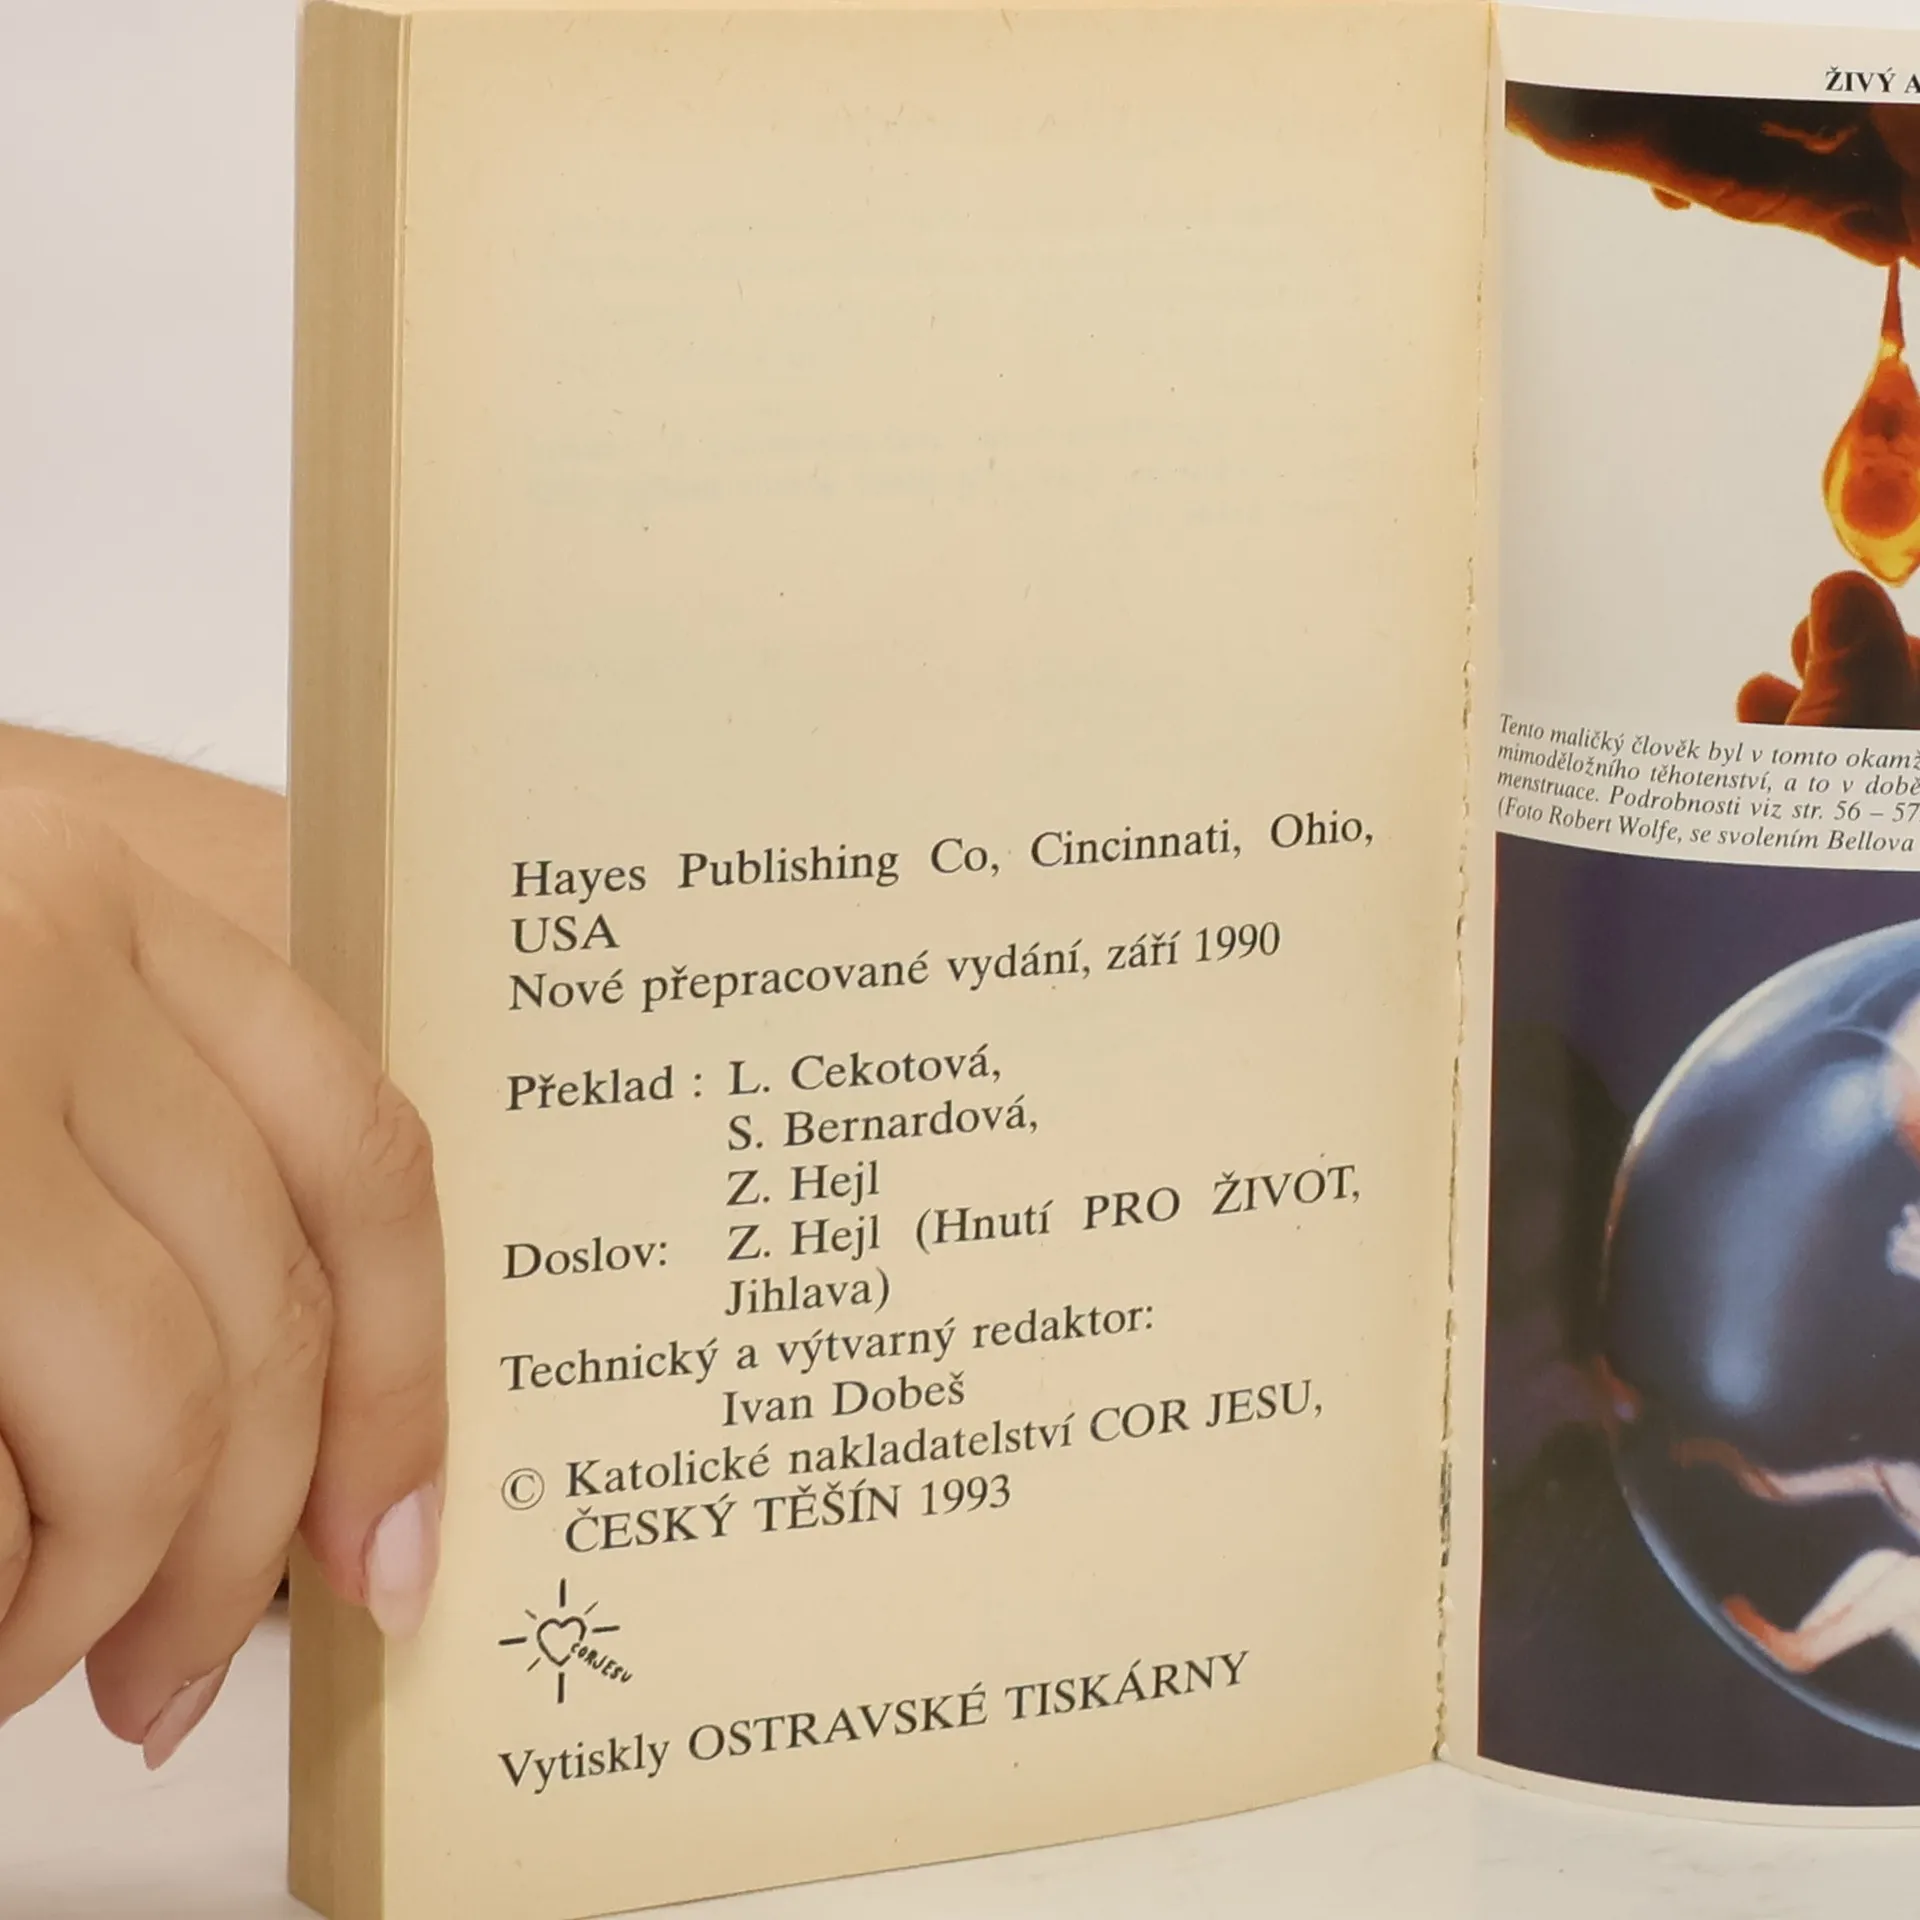 Hayes Publishing Co, Cincinnati, Ohio,
USA
Nové přepracované vydání, září 1990
Překlad : L. Cekotová,
S. Bernardová,
Z. Hejl
Doslov: Z. Hejl (Hnutí PRO ŽIVOT,
Jihlava)
Technický a výtvarný redaktor:
Ivan Dobeš
© Katolické nakladatelství COR JESU,
ČESKÝ TĚŠÍN 1993
CORJESU
Vytiskly OSTRAVSKÉ TISKÁRNY
ŽIVÝ A
Tento maličký člověk byl v tomto okamž
mimoděložního těhotenství, a to v době
menstruace. Podrobnosti viz str. 56 – 57
(Foto Robert Wolfe, se svolením Bellova